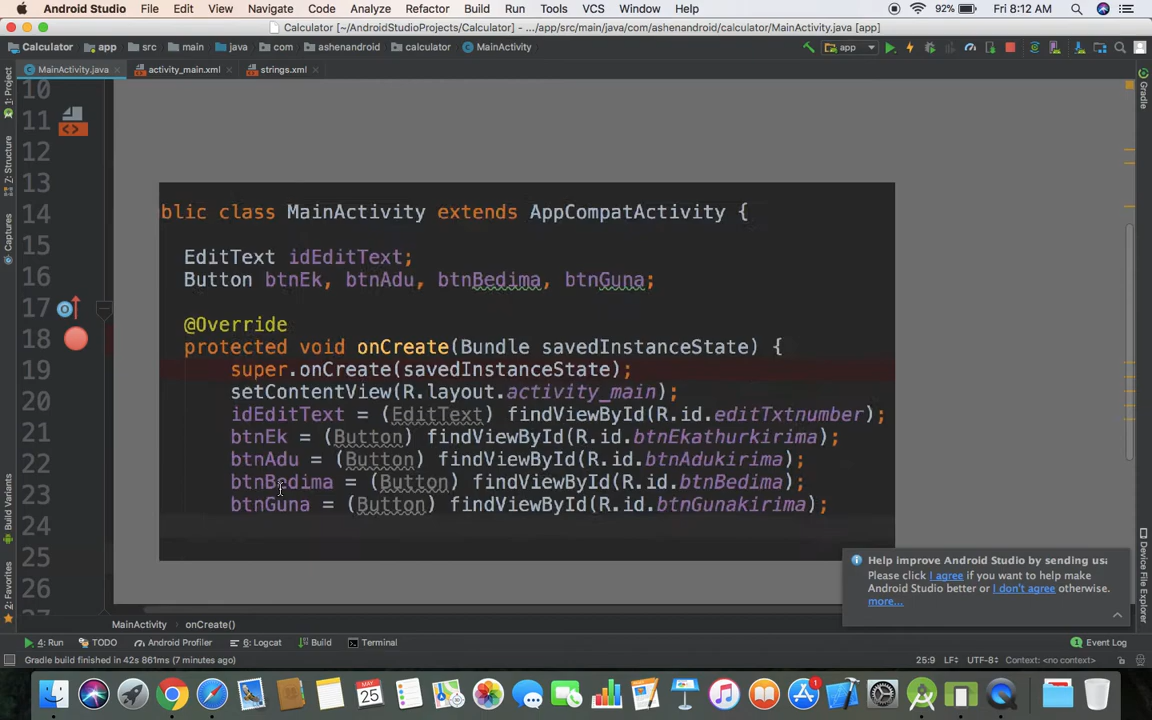 Android Studio File Edit View Navigate Code Analyze Refactor Build Run Tools VCS Window Help 92% Fri 8:12 AM
Calculator [~/AndroidStudioProjects/Calculator] - .../app/src/main/java/com/ashenandroid/calculator/MainActivity.java [app]
Calculator app src main java com ashenandroid calculator MainActivity app
MainActivity.java activity_main.xml strings.xml
1: Project
7: Structure
Captures
Build Variants
2: Favorites
10
11
12
13
14
15
16
17
18
19
20
21
22
23
24
25
26
blic class MainActivity extends AppCompatActivity {
EditText idEditText;
Button btnEk, btnAdu, btnBedima, btnGuna;
@Override
protected void onCreate(Bundle savedInstanceState) {
super.onCreate(savedInstanceState);
setContentView(R.layout.activity_main);
idEditText = (EditText) findViewById(R.id.editTxtnumber);
btnEk = (Button) findViewById(R.id.btnEkathurkirima);
btnAdu = (Button) findViewById(R.id.btnAdukirima);
btnBedima = (Button) findViewById(R.id.btnBedima);
btnGuna = (Button) findViewById(R.id.btnGunakirima);
Gradle
Device File Explorer
Help improve Android Studio by sending us:
Please click I agree if you want to help make
Android Studio better or I don't agree otherwise.
more...
MainActivity onCreate()
4: Run TODO Android Profiler 6: Logcat Build Terminal Event Log
Gradle build finished in 42s 861ms (7 minutes ago) 25:9 LF÷ UTF-8÷ Context: <no context>
MAY
25
1